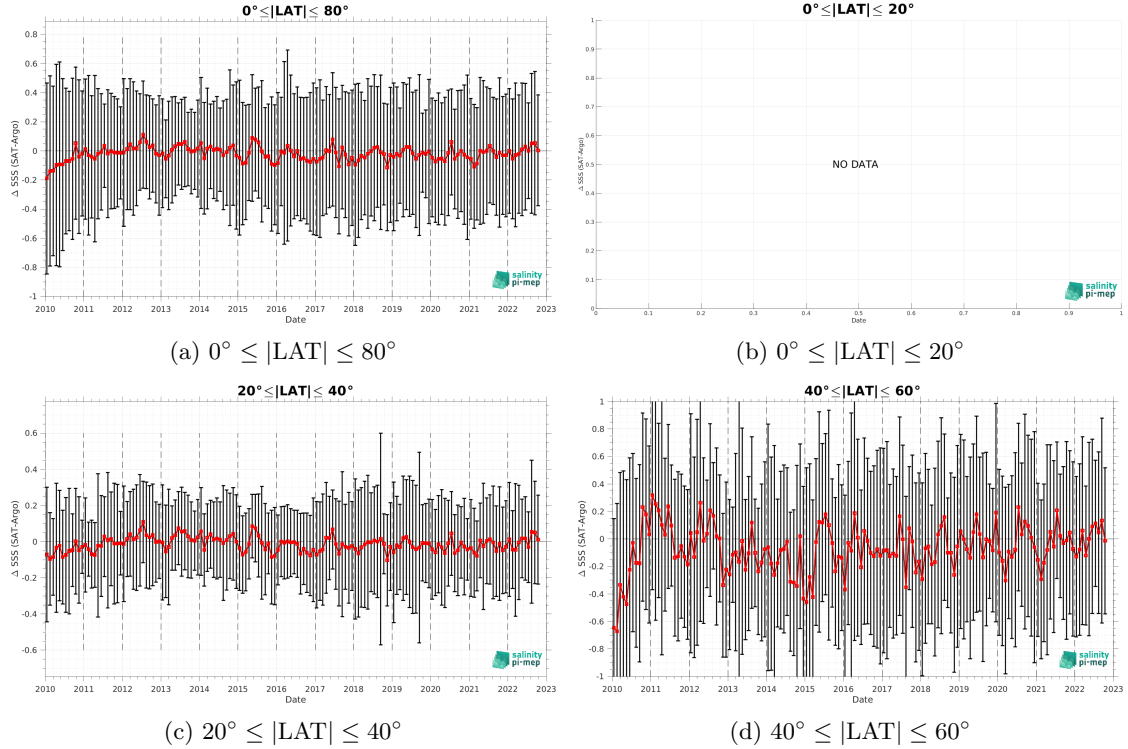 0°≤|LAT|≤ 80°
0.8
0.6
0.4
0.2
0
-0.2
-0.4
-0.6
-0.8
-1
Δ SSS (SAT-Argo)
2010 2011 2012 2013 2014 2015 2016 2017 2018 2019 2020 2021 2022 2023
Date
salinity
pi-mep
(a) 0° ≤ |LAT| ≤ 80°
0°≤|LAT|≤ 20°
1
0.9
0.8
0.7
0.6
0.5
0.4
0.3
0.2
0.1
0
Δ SSS (SAT-Argo)
NO DATA
0 0.1 0.2 0.3 0.4 0.5 0.6 0.7 0.8 0.9 1
Date
salinity
pi-mep
(b) 0° ≤ |LAT| ≤ 20°
20°≤|LAT|≤ 40°
0.6
0.4
0.2
0
-0.2
-0.4
-0.6
Δ SSS (SAT-Argo)
2010 2011 2012 2013 2014 2015 2016 2017 2018 2019 2020 2021 2022 2023
Date
salinity
pi-mep
(c) 20° ≤ |LAT| ≤ 40°
40°≤|LAT|≤ 60°
1
0.8
0.6
0.4
0.2
0
-0.2
-0.4
-0.6
-0.8
-1
Δ SSS (SAT-Argo)
2010 2011 2012 2013 2014 2015 2016 2017 2018 2019 2020 2021 2022 2023
Date
salinity
pi-mep
(d) 40° ≤ |LAT| ≤ 60°